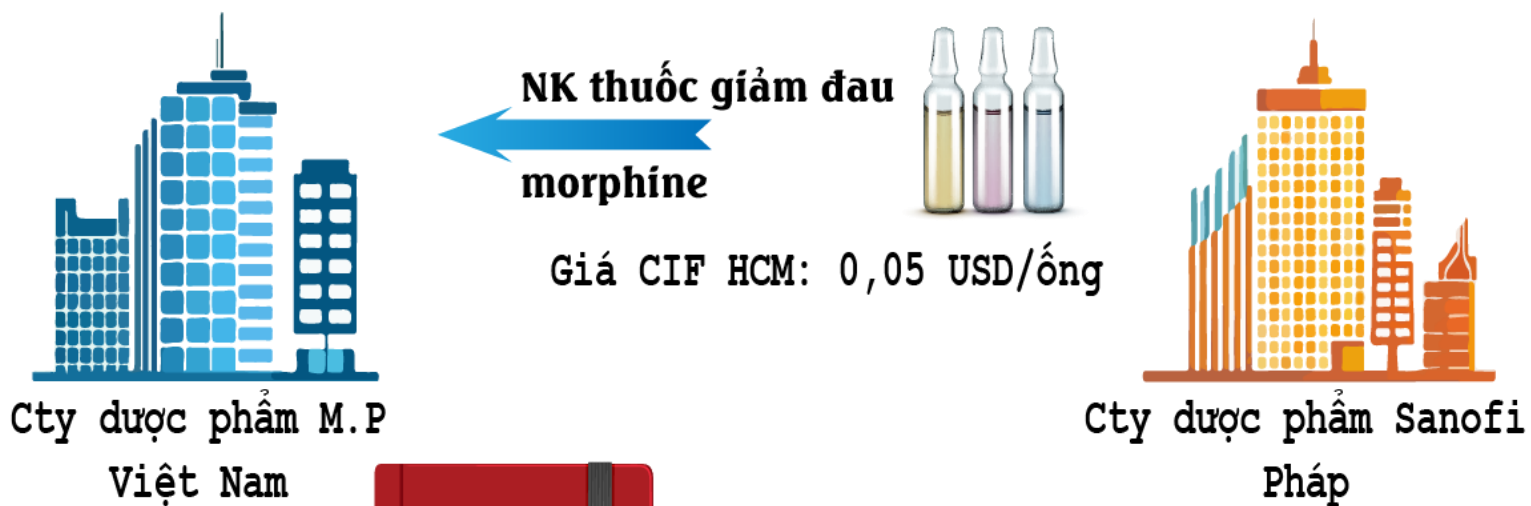 NK thuốc giảm đau
morphine
Giá CIF HCM: 0,05 USD/ống
Cty dược phẩm M.P
Việt Nam
Cty dược phẩm Sanofi
Pháp